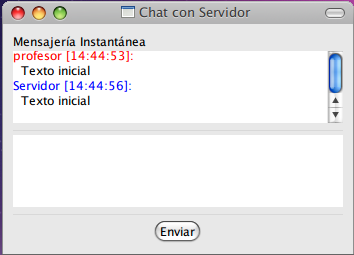 Chat con Servidor
Mensajería Instantánea
profesor [14:44:53]:
Texto inicial
Servidor [14:44:56]:
Texto inicial
Enviar